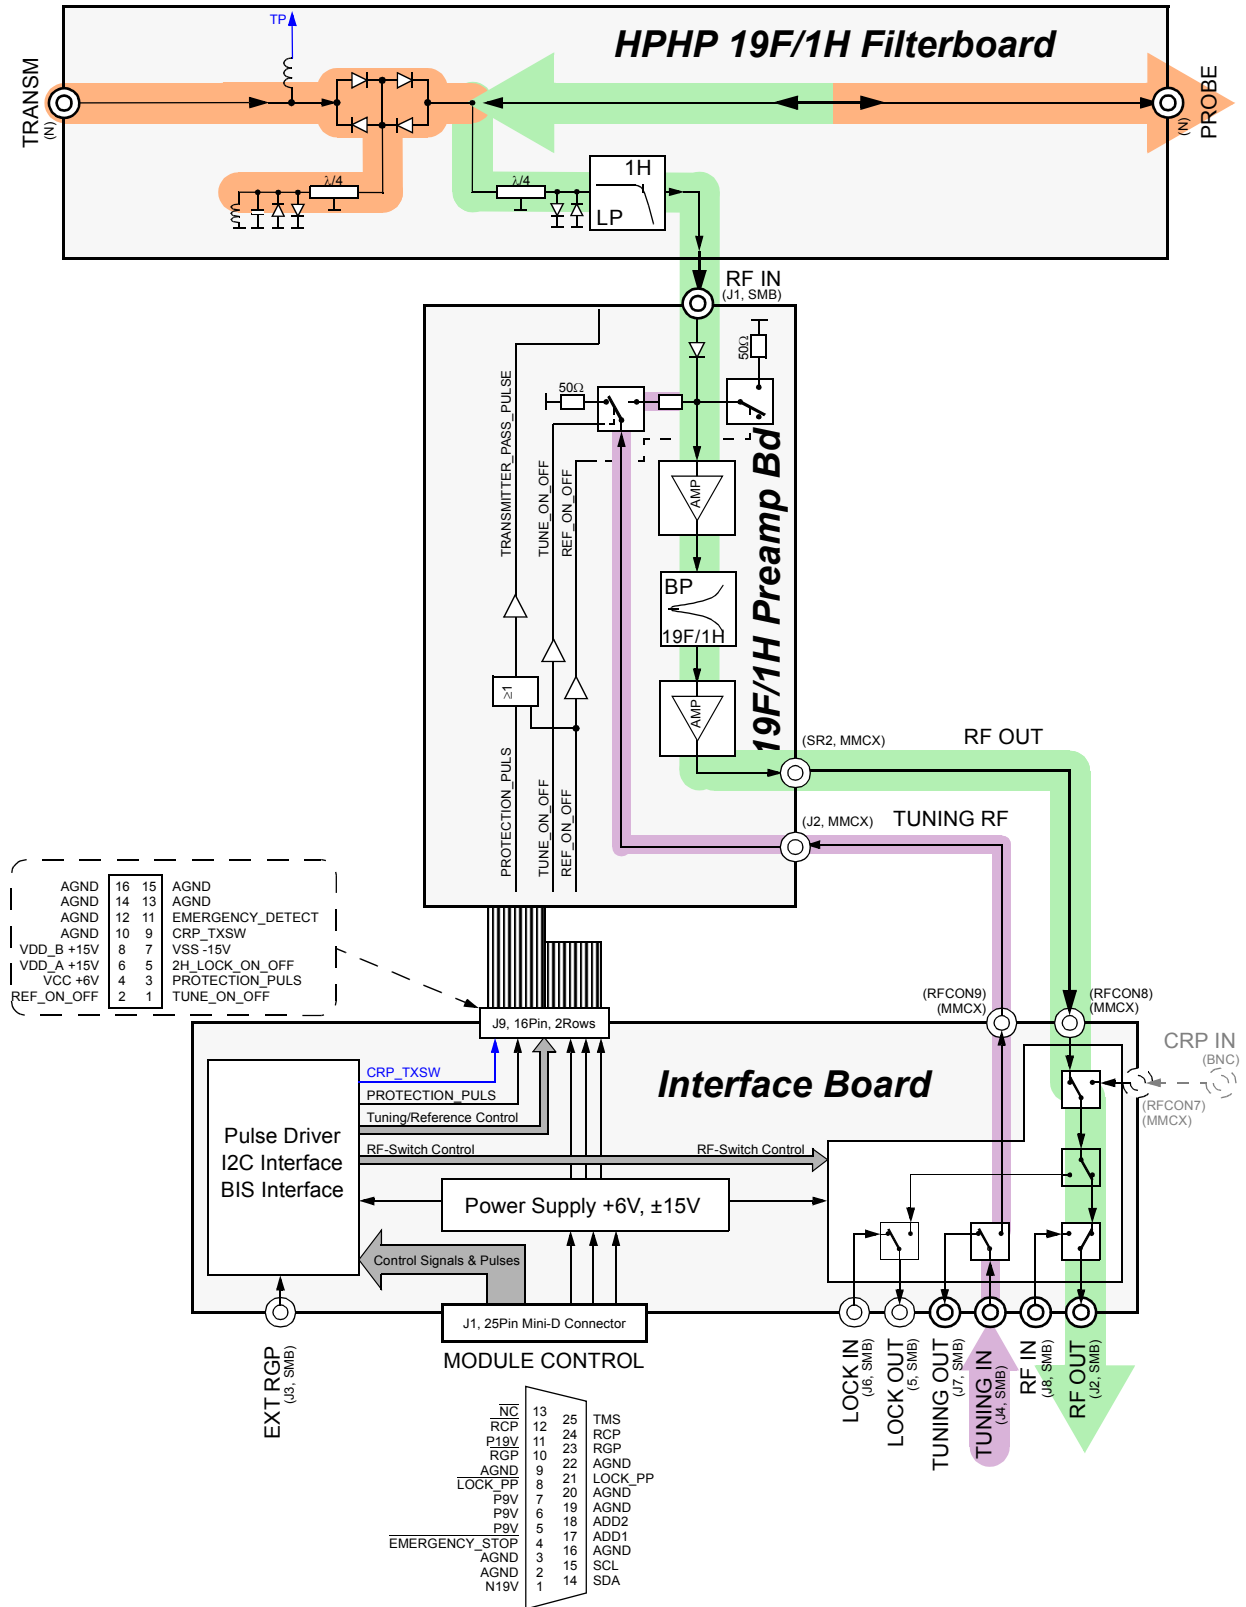 TP
HPHP 19F/1H Filterboard
TRANSM
(N)
PROBE
(N)
λ/4
λ/4
1H
LP
RF IN
(J1, SMB)
50Ω
50Ω
TRANSMITTER_PASS_PULSE
TUNE_ON_OFF
REF_ON_OFF
AMP
19F/1H Preamp Bd
BP
19F/1H
≥1
AMP
PROTECTION_PULS
TUNE_ON_OFF
REF_ON_OFF
(SR2, MMCX)
RF OUT
(J2, MMCX)
TUNING RF
AGND 16 15 AGND
AGND 14 13 AGND
AGND 12 11 EMERGENCY_DETECT
AGND 10 9 CRP_TXSW
VDD_B +15V 8 7 VSS -15V
VDD_A +15V 6 5 2H_LOCK_ON_OFF
VCC +6V 4 3 PROTECTION_PULS
REF_ON_OFF 2 1 TUNE_ON_OFF
(RFCON9)
(MMCX)
(RFCON8)
(MMCX)
J9, 16Pin, 2Rows
CRP IN
(BNC)
(RFCON7)
(MMCX)
Interface Board
CRP_TXSW
PROTECTION_PULS
Tuning/Reference Control
RF-Switch Control
RF-Switch Control
Pulse Driver
I2C Interface
BIS Interface
Power Supply +6V, ±15V
Control Signals & Pulses
J1, 25Pin Mini-D Connector
MODULE CONTROL
EXT RGP
(J3, SMB)
LOCK IN
(J6, SMB)
LOCK OUT
(5, SMB)
TUNING OUT
(J7, SMB)
TUNING IN
(J4, SMB)
RF IN
(J8, SMB)
RF OUT
(J2, SMB)
NC 13
25 TMS
RCP 12
24 RCP
P19V 11
23 RGP
RGP 10
22 AGND
AGND 9
21 LOCK_PP
LOCK_PP 8
20 AGND
P9V 7
19 AGND
P9V 6
18 ADD2
P9V 5
17 ADD1
EMERGENCY_STOP 4
16 AGND
AGND 3
15 SCL
AGND 2
14 SDA
N19V 1